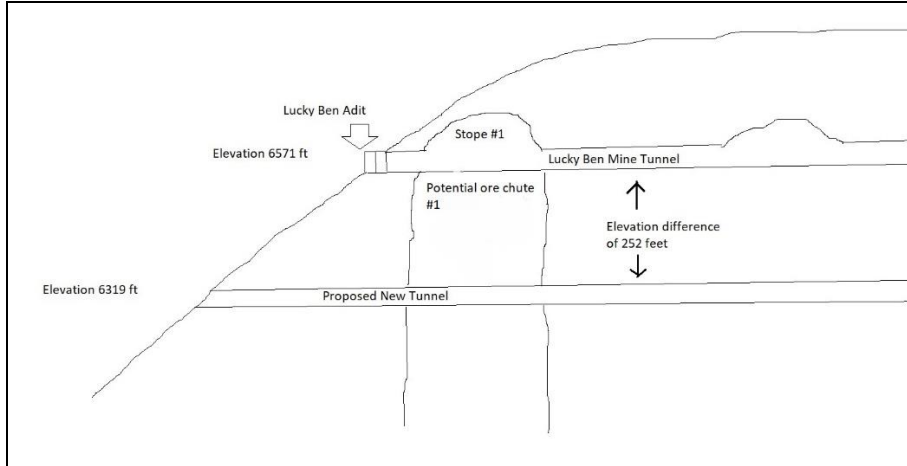 Lucky Ben Adit
Stope #1
Elevation 6571 ft
Lucky Ben Mine Tunnel
Potential ore chute
#1
Elevation difference
of 252 feet
Elevation 6319 ft
Proposed New Tunnel